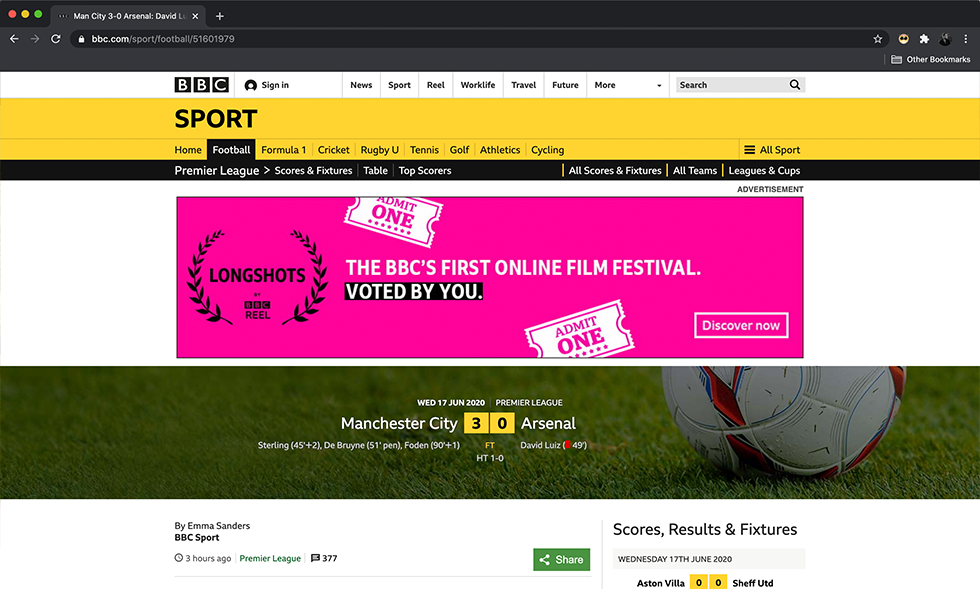 Man City 3-0 Arsenal: David Lu
bbc.com/sport/football/51601979
Other Bookmarks
BBC Sign in News Sport Reel Worklife Travel Future More Search
SPORT
Home Football Formula 1 Cricket Rugby U Tennis Golf Athletics Cycling All Sport
Premier League > Scores & Fixtures Table Top Scorers All Scores & Fixtures All Teams Leagues & Cups
ADVERTISEMENT
ADMIT
ONE
LONGSHOTS
BY
BBC
REEL
THE BBC'S FIRST ONLINE FILM FESTIVAL.
VOTED BY YOU.
ADMIT
ONE
Discover now
WED 17 JUN 2020 PREMIER LEAGUE
Manchester City 3 0 Arsenal
Sterling (45'+2), De Bruyne (51' pen), Foden (90'+1) FT David Luiz (49')
HT 1-0
By Emma Sanders
BBC Sport
3 hours ago Premier League 377
Share
Scores, Results & Fixtures
WEDNESDAY 17TH JUNE 2020
Aston Villa 0 0 Sheff Utd